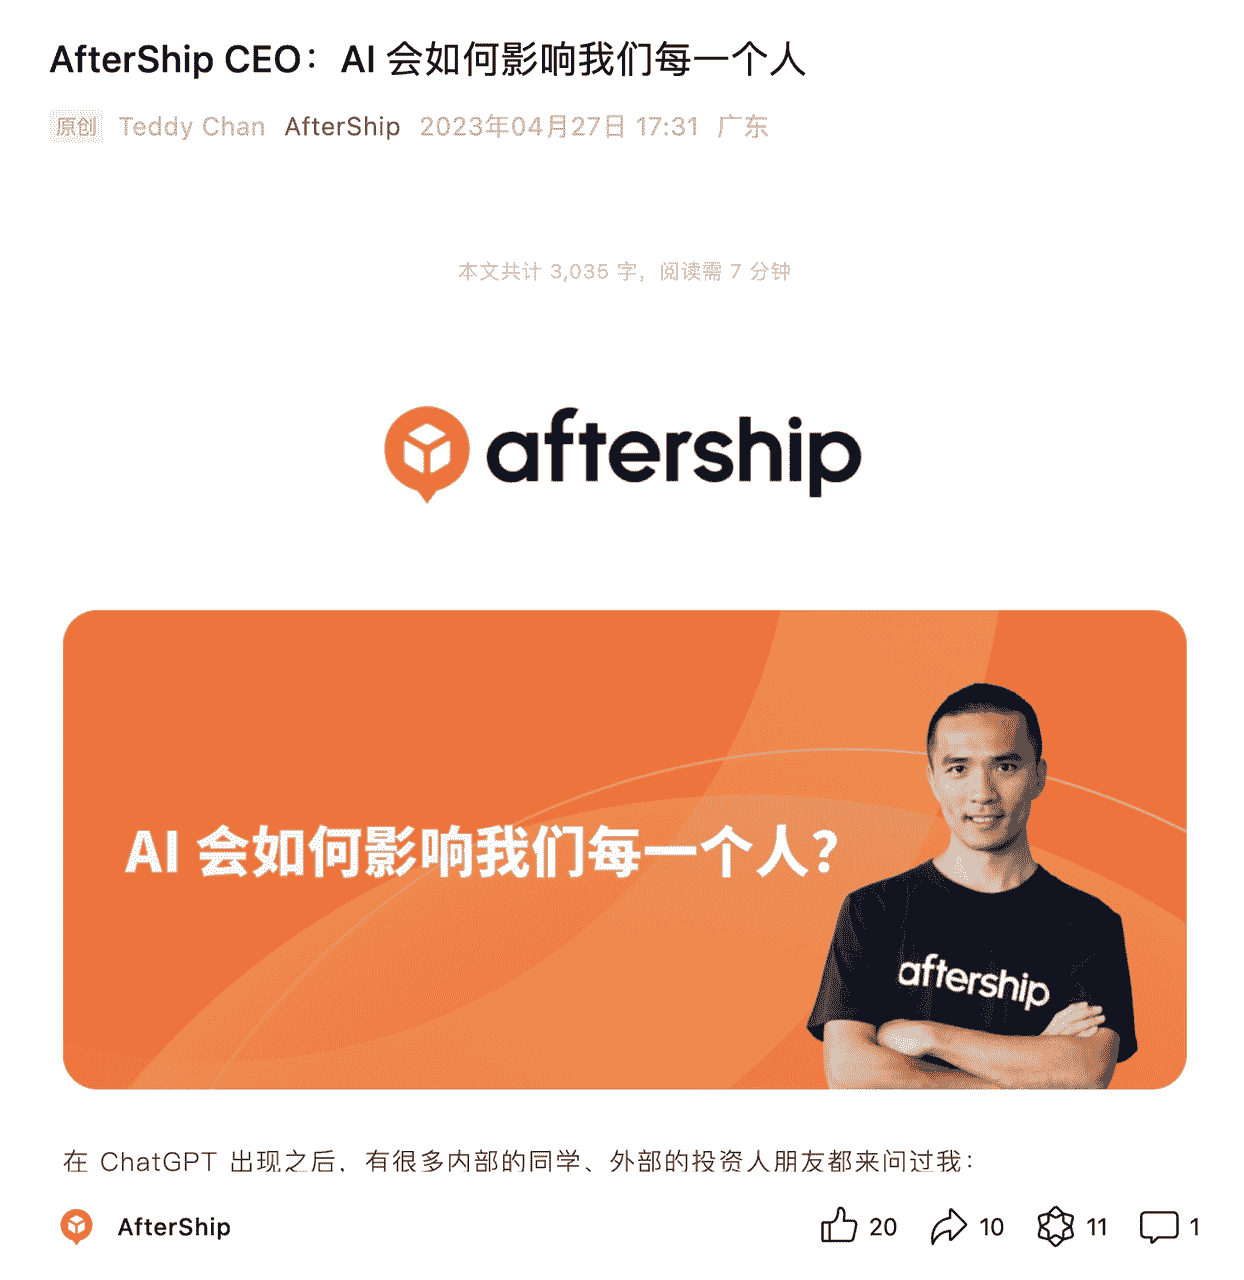 AfterShip CEO：AI 会如何影响我们每一个人
原创 Teddy Chan AfterShip 2023年04月27日 17:31 广东
本文共计 3,035 字，阅读需 7 分钟
aftership
AI 会如何影响我们每一个人？
aftership
在 ChatGPT 出现之后，有很多内部的同学、外部的投资人朋友都来问过我：
AfterShip 20 10 11 1